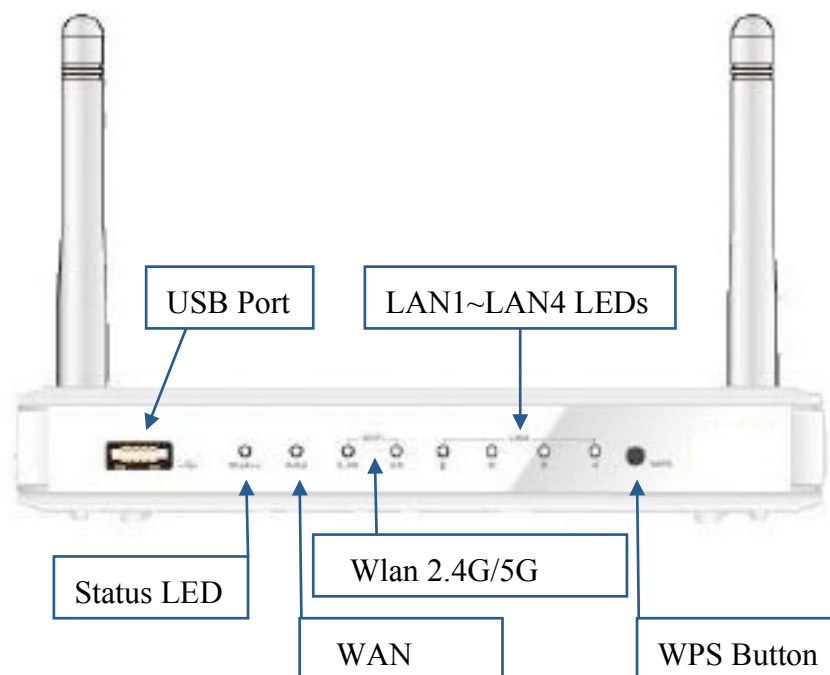 USB Port
LAN1~LAN4 LEDs
Wlan 2.4G/5G
Status LED
WAN
WPS Button